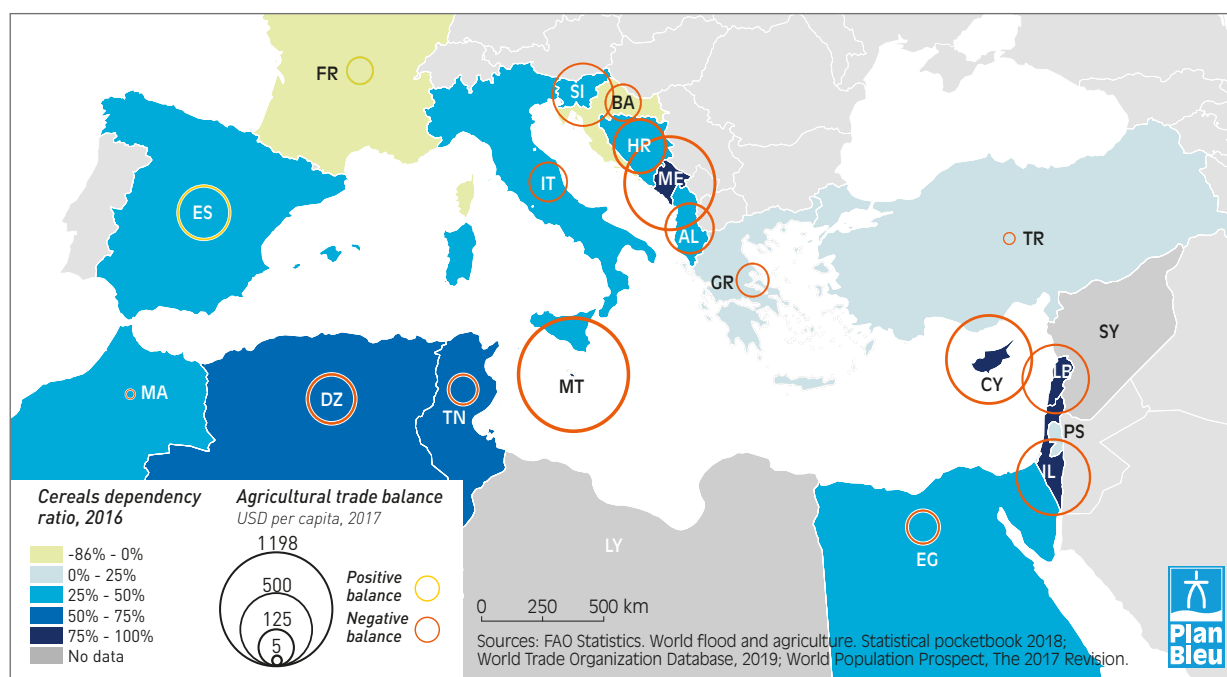 FR
SI
BA
HR
ME
IT
ES
AL
TR
GR
SY
LB
CY
MA
DZ
TN
MT
PS
IL
LY
EG
Cereals dependency
ratio, 2016
-86% - 0%
0% - 25%
25% - 50%
50% - 75%
75% - 100%
No data
Agricultural trade balance
USD per capita, 2017
1198
500
125
5
Positive
balance
Negative
balance
0 250 500 km
Sources: FAO Statistics. World flood and agriculture. Statistical pocketbook 2018;
World Trade Organization Database, 2019; World Population Prospect, The 2017 Revision.
Plan
Bleu